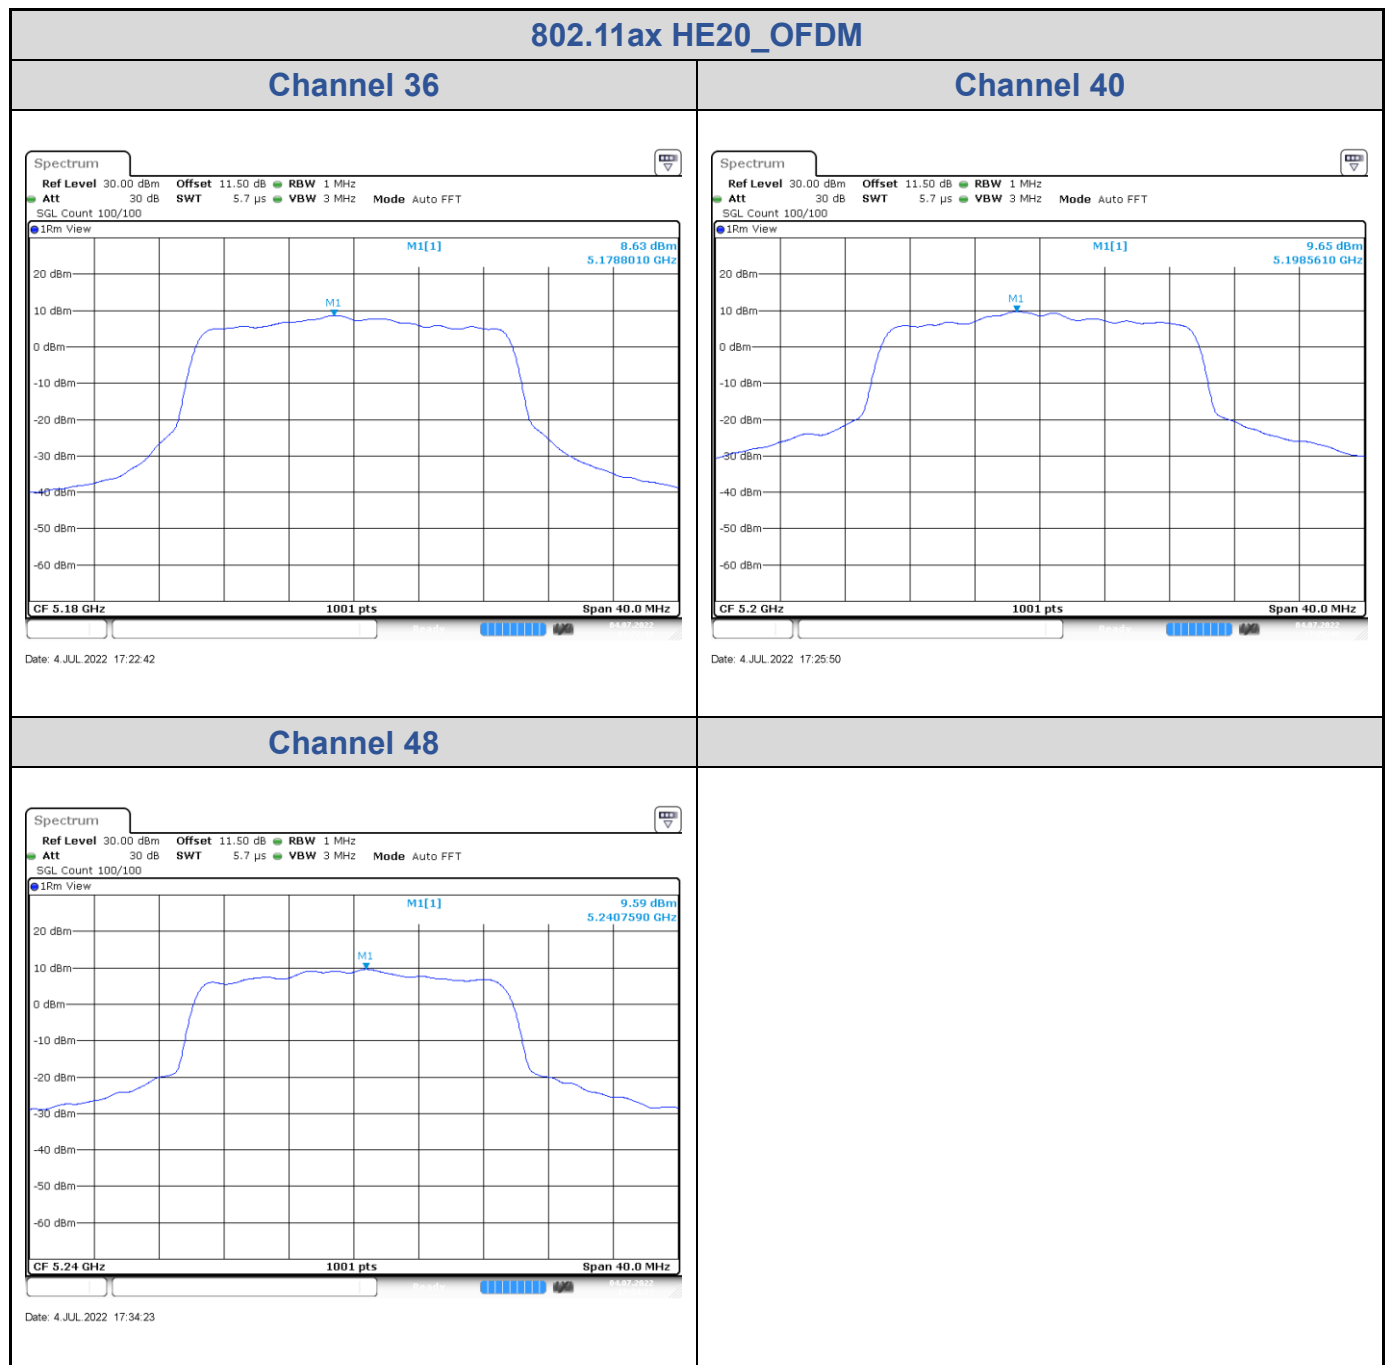 802.11ax HE20_OFDM
Channel 36
Channel 40
Spectrum
Ref Level 30.00 dBm Offset 11.50 dB RBW 1 MHz
Att 30 dB SWT 5.7 µs VBW 3 MHz Mode Auto FFT
SGL Count 100/100
1Rm View
M1[1] 8.63 dBm
5.1788010 GHz
20 dBm
M1
10 dBm
0 dBm
-10 dBm
-20 dBm
-30 dBm
-40 dBm
-50 dBm
-60 dBm
CF 5.18 GHz 1001 pts Span 40.0 MHz
Date: 4.JUL.2022 17:22:42
Spectrum
Ref Level 30.00 dBm Offset 11.50 dB RBW 1 MHz
Att 30 dB SWT 5.7 µs VBW 3 MHz Mode Auto FFT
SGL Count 100/100
1Rm View
M1[1] 9.65 dBm
5.1985610 GHz
20 dBm
M1
10 dBm
0 dBm
-10 dBm
-20 dBm
-30 dBm
-40 dBm
-50 dBm
-60 dBm
CF 5.2 GHz 1001 pts Span 40.0 MHz
Date: 4.JUL.2022 17:25:50
Channel 48
Spectrum
Ref Level 30.00 dBm Offset 11.50 dB RBW 1 MHz
Att 30 dB SWT 5.7 µs VBW 3 MHz Mode Auto FFT
SGL Count 100/100
1Rm View
M1[1] 9.59 dBm
5.2407590 GHz
20 dBm
M1
10 dBm
0 dBm
-10 dBm
-20 dBm
-30 dBm
-40 dBm
-50 dBm
-60 dBm
CF 5.24 GHz 1001 pts Span 40.0 MHz
Date: 4.JUL.2022 17:34:23